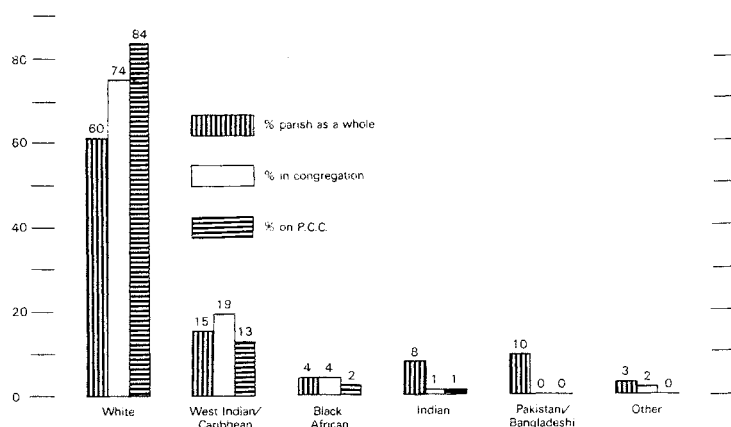 84
80
74
60
60
% parish as a whole
% in congregation
% on P.C.C.
40
20
15 19 13
4 4 2
8 1 1
10 0 0
3 2 0
0
White
West Indian/
Caribbean
Black
African
Indian
Pakistani/
Bangladeshi
Other